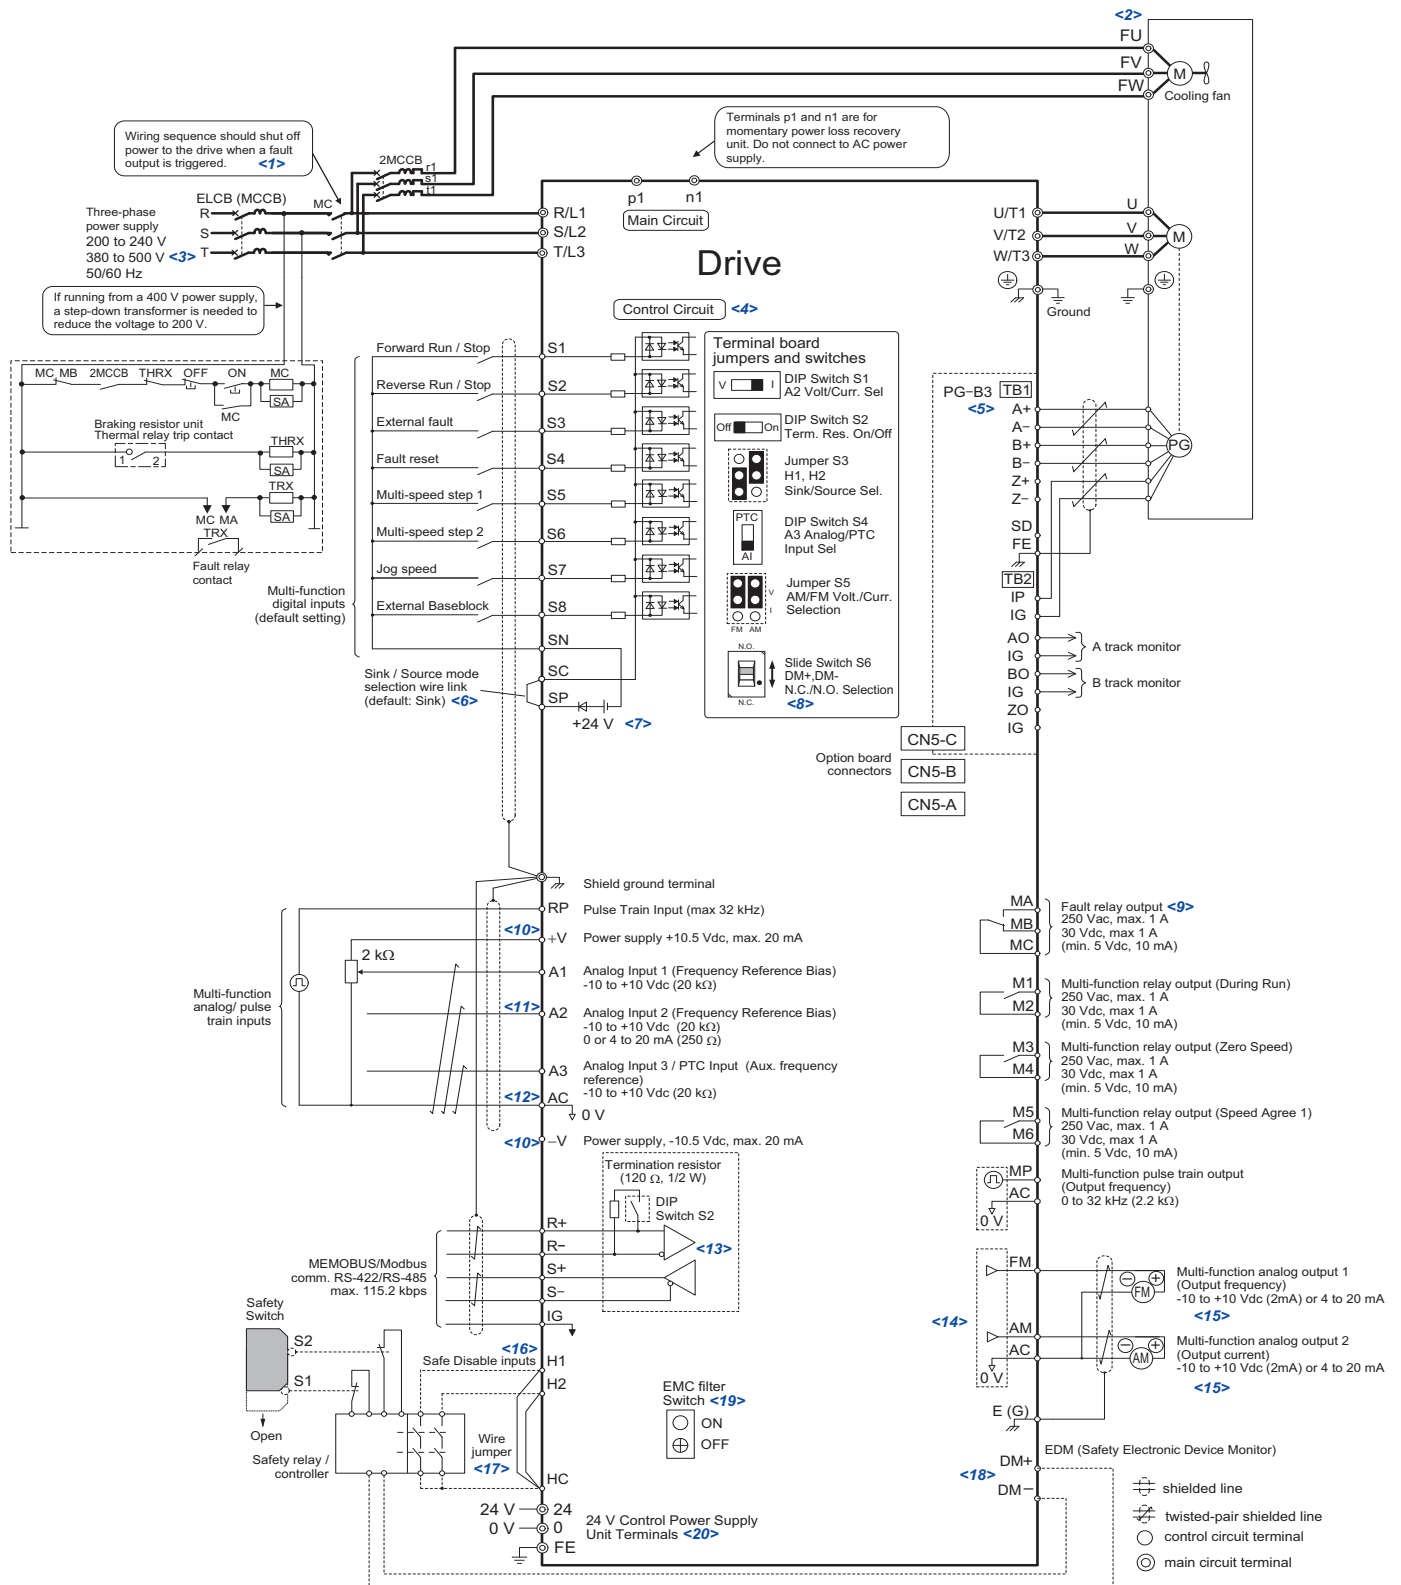 <2>
FU
FV
FW
M
Cooling fan
Terminals p1 and n1 are for
momentary power loss recovery
unit. Do not connect to AC power
supply.
Wiring sequence should shut off
power to the drive when a fault
output is triggered. <1>
2MCCB
r1
s1
t1
p1 n1
Main Circuit
ELCB (MCCB)
MC
Three-phase
power supply
200 to 240 V
380 to 500 V <3>
50/60 Hz
R
S
T
R/L1
S/L2
T/L3
Drive
U/T1
V/T2
W/T3
U
V
W
M
Ground
If running from a 400 V power supply,
a step-down transformer is needed to
reduce the voltage to 200 V.
Control Circuit <4>
MC MB 2MCCB THRX OFF ON MC
SA
MC
Braking resistor unit
Thermal relay trip contact
1 2
THRX
SA
TRX
SA
MC MA
TRX
Fault relay
contact
Forward Run / Stop S1
Reverse Run / Stop S2
External fault S3
Fault reset S4
Multi-speed step 1 S5
Multi-speed step 2 S6
Jog speed S7
External Baseblock S8
Multi-function
digital inputs
(default setting)
SN
SC
SP
Sink / Source mode
selection wire link
(default: Sink) <6>
+24 V <7>
Terminal board
jumpers and switches
V I
DIP Switch S1
A2 Volt/Curr. Sel
Off On
DIP Switch S2
Term. Res. On/Off
Jumper S3
H1, H2
Sink/Source Sel.
PTC
AI
DIP Switch S4
A3 Analog/PTC
Input Sel
V
I
FM AM
Jumper S5
AM/FM Volt./Curr.
Selection
N.O.
N.C.
Slide Switch S6
DM+,DM-
N.C./N.O. Selection
<8>
PG-B3 TB1
<5>
A+
A−
B+
B−
Z+
Z−
SD
FE
PG
TB2
IP
IG
AO
IG
A track monitor
BO
IG
B track monitor
ZO
IG
Option board
connectors
CN5-C
CN5-B
CN5-A
Shield ground terminal
RP Pulse Train Input (max 32 kHz)
<10> +V Power supply +10.5 Vdc, max. 20 mA
2 kΩ
A1 Analog Input 1 (Frequency Reference Bias)
-10 to +10 Vdc (20 kΩ)
<11> A2 Analog Input 2 (Frequency Reference Bias)
-10 to +10 Vdc (20 kΩ)
0 or 4 to 20 mA (250 Ω)
A3 Analog Input 3 / PTC Input (Aux. frequency
reference)
-10 to +10 Vdc (20 kΩ)
<12> AC
0 V
<10> −V Power supply, -10.5 Vdc, max. 20 mA
Multi-function
analog/ pulse
train inputs
MA
MB
MC
Fault relay output <9>
250 Vac, max. 1 A
30 Vdc, max 1 A
(min. 5 Vdc, 10 mA)
M1
M2
Multi-function relay output (During Run)
250 Vac, max. 1 A
30 Vdc, max 1 A
(min. 5 Vdc, 10 mA)
M3
M4
Multi-function relay output (Zero Speed)
250 Vac, max. 1 A
30 Vdc, max 1 A
(min. 5 Vdc, 10 mA)
M5
M6
Multi-function relay output (Speed Agree 1)
250 Vac, max. 1 A
30 Vdc, max 1 A
(min. 5 Vdc, 10 mA)
MP
AC
0 V
Multi-function pulse train output
(Output frequency)
0 to 32 kHz (2.2 kΩ)
Termination resistor
(120 Ω, 1/2 W)
DIP
Switch S2
<13>
R+
R−
S+
S−
IG
MEMOBUS/Modbus
comm. RS-422/RS-485
max. 115.2 kbps
FM
FM
Multi-function analog output 1
(Output frequency)
-10 to +10 Vdc (2mA) or 4 to 20 mA
<15>
<14>
AM
AC
0 V
AM
Multi-function analog output 2
(Output current)
-10 to +10 Vdc (2mA) or 4 to 20 mA
<15>
E (G)
Safety
Switch
S2
S1
Open
Safety relay /
controller
<16>
Safe Disable inputs
H1
H2
Wire
jumper
<17>
HC
EMC filter
Switch <19>
ON
OFF
EDM (Safety Electronic Device Monitor)
DM+
<18>
DM−
24 V 24
0 V 0
FE
24 V Control Power Supply
Unit Terminals <20>
shielded line
twisted-pair shielded line
control circuit terminal
main circuit terminal